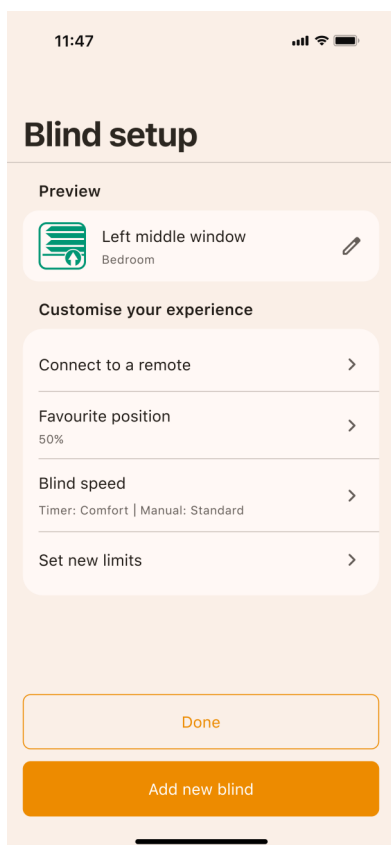 11:47
Blind setup
Preview
Left middle window
Bedroom
Customise your experience
Connect to a remote
Favourite position
50%
Blind speed
Timer: Comfort | Manual: Standard
Set new limits
Done
Add new blind